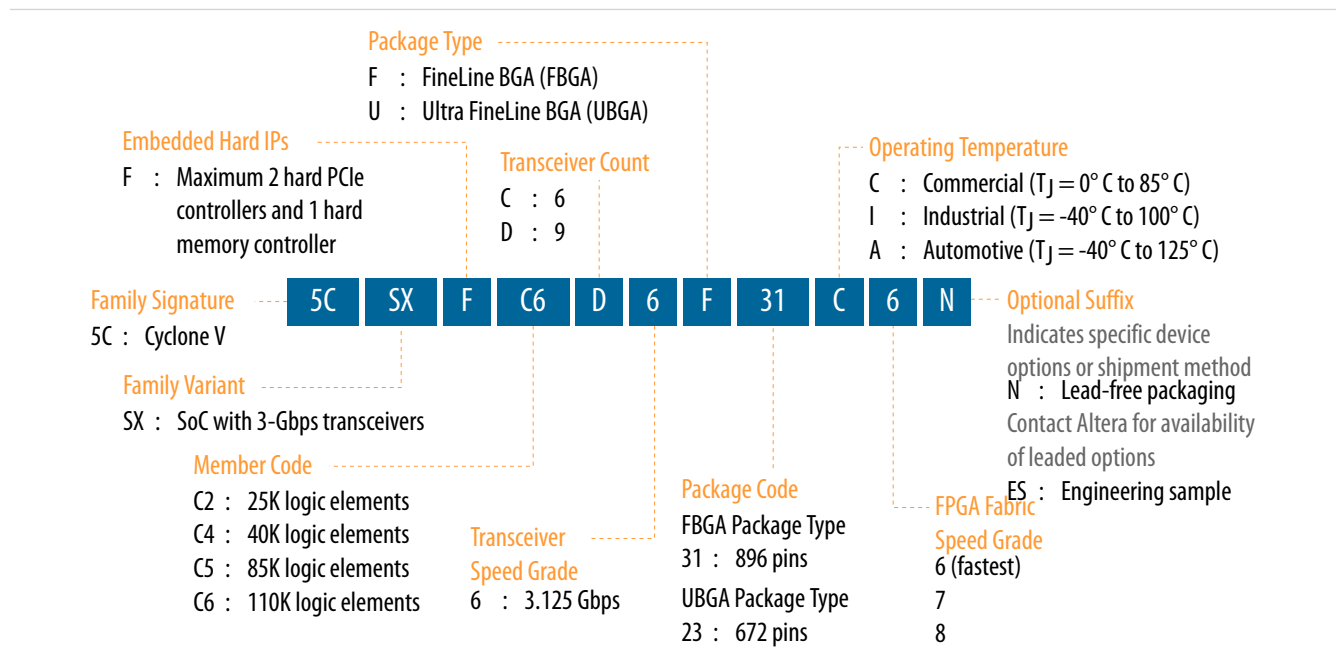 Package Type
F : FineLine BGA (FBGA)
U : Ultra FineLine BGA (UBGA)
Embedded Hard IPs
F : Maximum 2 hard PCIe
controllers and 1 hard
memory controller
Transceiver Count
C : 6
D : 9
Operating Temperature
C : Commercial (TJ = 0° C to 85° C)
I : Industrial (TJ = -40° C to 100° C)
A : Automotive (TJ = -40° C to 125° C)
Family Signature
5C : Cyclone V
5C SX F C6 D 6 F 31 C 6 N
Optional Suffix
Indicates specific device
options or shipment method
N : Lead-free packaging
Contact Altera for availability
of leaded options
ES : Engineering sample
Family Variant
SX : SoC with 3-Gbps transceivers
Member Code
C2 : 25K logic elements
C4 : 40K logic elements
C5 : 85K logic elements
C6 : 110K logic elements
Transceiver
Speed Grade
6 : 3.125 Gbps
Package Code
FBGA Package Type
31 : 896 pins
UBGA Package Type
23 : 672 pins
FPGA Fabric
Speed Grade
6 (fastest)
7
8